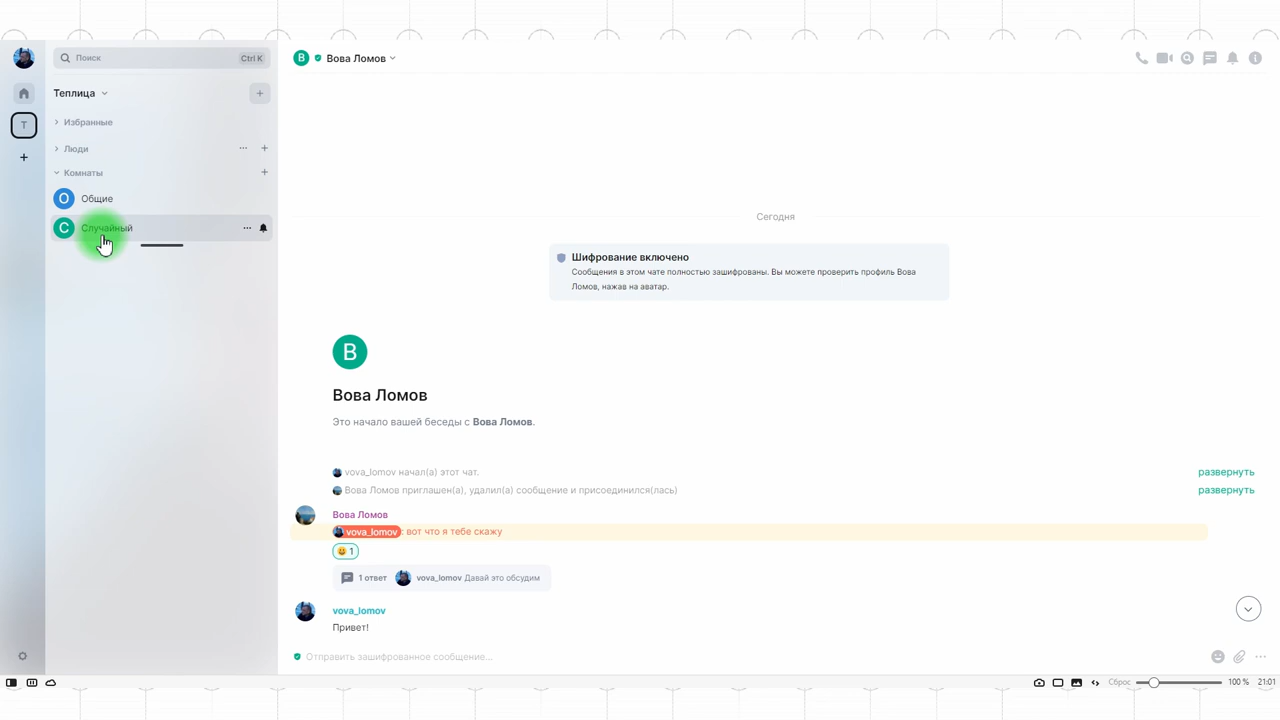 Поиск
Ctrl K
Теплица
T
Избранные
Люди
Комнаты
О Общие
С Случайный
В Вова Ломов
Сегодня
Шифрование включено
Сообщения в этом чате полностью зашифрованы. Вы можете проверить профиль Вова
Ломов, нажав на аватар.
В
Вова Ломов
Это начало вашей беседы с Вова Ломов.
vova_lomov начал(а) этот чат.
развернуть
Вова Ломов приглашен(а), удалил(а) сообщение и присоединился(лась)
развернуть
Вова Ломов
vova_lomov : вот что я тебе скажу
😃 1
1 ответ vova_lomov Давай это обсудим
vova_lomov
Привет!
Отправить зашифрованное сообщение...
Сброс 100 % 21:01